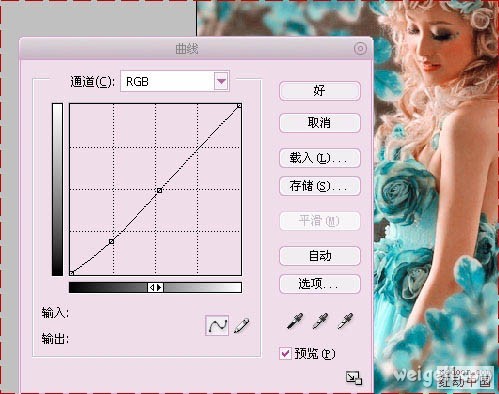 曲线
通道(C): RGB
好
取消
载入(L)...
存储(S)...
平滑(M)
自动
选项...
输入:
输出:
预览(P)
红动中国